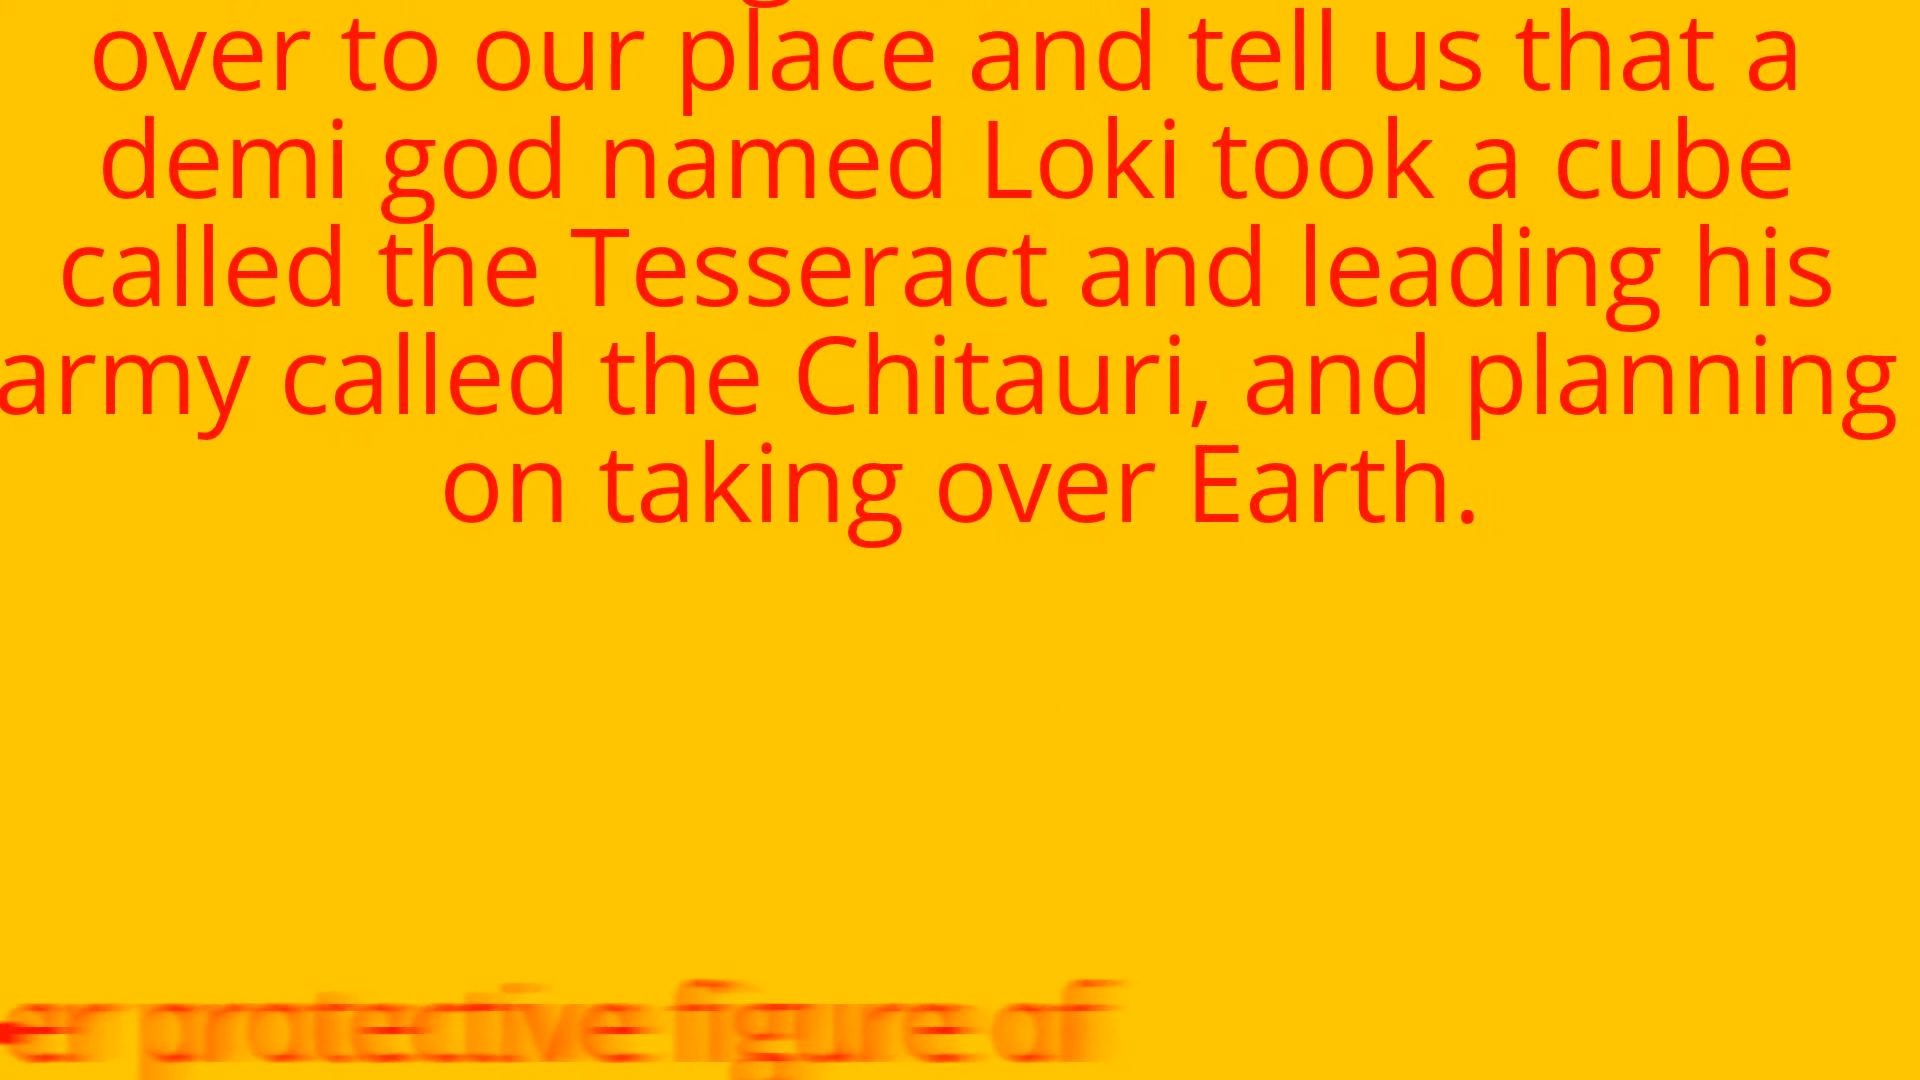 over to our place and tell us that a
demi god named Loki took a cube
called the Tesseract and leading his
army called the Chitauri, and planning
on taking over Earth.
er protective figure of